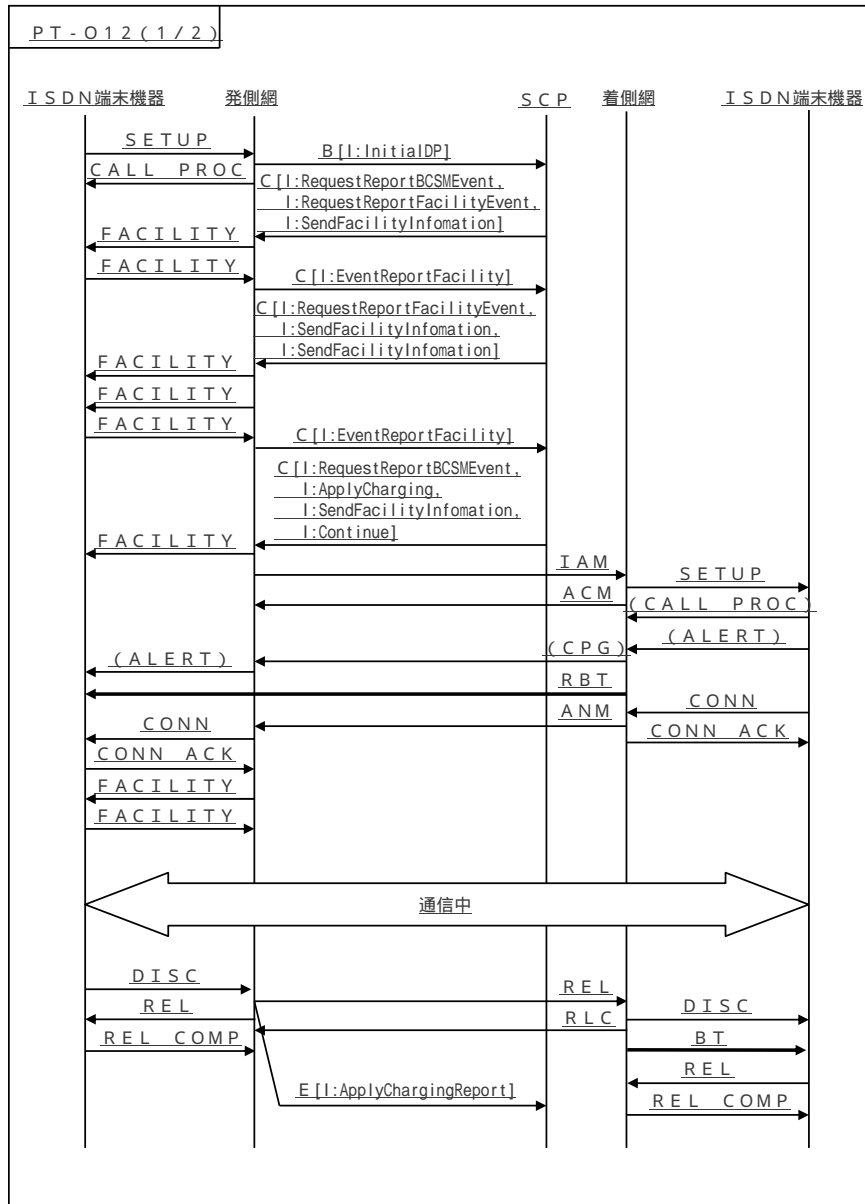 ＰＴ-Ｏ１２(１/２)
ＩＳＤＮ端末機器 発側網 ＳＣＰ 着側網 ＩＳＤＮ端末機器
ＳＥＴＵＰ
Ｂ[I:InitialDP]
ＣＡＬＬ ＰＲＯＣ
Ｃ[I:RequestReportBCSMEvent,
I:RequestReportFacilityEvent,
I:SendFacilityInfomation]
ＦＡＣＩＬＩＴＹ
ＦＡＣＩＬＩＴＹ
Ｃ[I:EventReportFacility]
Ｃ[I:RequestReportFacilityEvent,
I:SendFacilityInfomation,
I:SendFacilityInfomation]
ＦＡＣＩＬＩＴＹ
ＦＡＣＩＬＩＴＹ
ＦＡＣＩＬＩＴＹ
Ｃ[I:EventReportFacility]
Ｃ[I:RequestReportBCSMEvent,
I:ApplyCharging,
I:SendFacilityInfomation,
I:Continue]
ＦＡＣＩＬＩＴＹ
ＩＡＭ
ＳＥＴＵＰ
ＡＣＭ
(ＣＡＬＬ ＰＲＯＣ)
(ＡＬＥＲＴ)
(ＣＰＧ)
(ＡＬＥＲＴ)
ＲＢＴ
ＣＯＮＮ
ＡＮＭ
ＣＯＮＮ
ＣＯＮＮ ＡＣＫ
ＣＯＮＮ ＡＣＫ
ＦＡＣＩＬＩＴＹ
ＦＡＣＩＬＩＴＹ
通信中
ＤＩＳＣ
ＲＥＬ
ＲＥＬ
ＤＩＳＣ
ＲＬＣ
ＲＥＬ ＣＯＭＰ
ＢＴ
ＲＥＬ
Ｅ[I:ApplyChargingReport]
ＲＥＬ ＣＯＭＰ